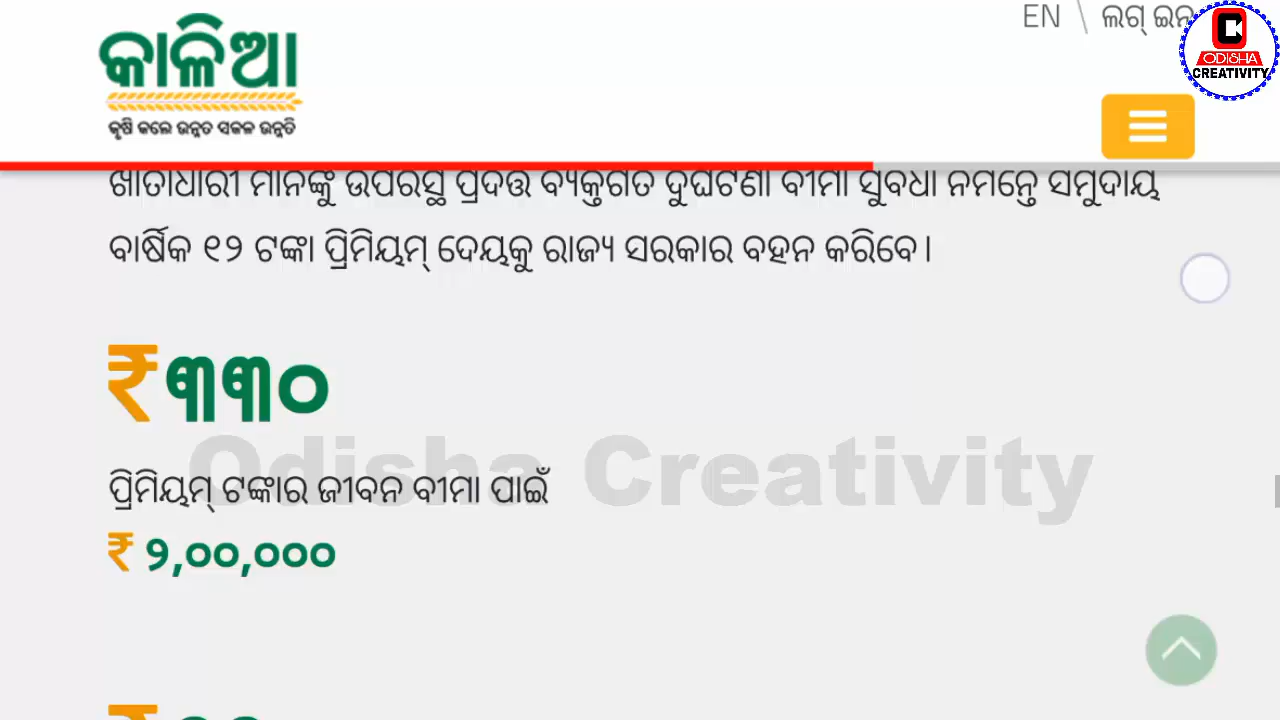 EN \ ଲଗ୍ ଇନ
କାଳିଆ
କୃଷି କଲେ ଉନ୍ନତ ସକଳ ଉନ୍ନତି
ODISHA
CREATIVITY
ଖାତାଧାରୀ ମାନଙ୍କୁ ଉପରସ୍ଥ ପ୍ରଦତ୍ତ ବ୍ୟକ୍ତିଗତ ଦୁର୍ଘଟଣା ବୀମା ସୁବିଧା ନିମନ୍ତେ ସମୁଦାୟ
ବାର୍ଷିକ ୧୨ ଟଙ୍କା ପ୍ରିମିୟମ୍ ଦେୟକୁ ରାଜ୍ୟ ସରକାର ବହନ କରିବେ।
₹୩୩୦
Odisha Creativity
ପ୍ରିମିୟମ୍ ଟଙ୍କାର ଜୀବନ ବୀମା ପାଇଁ
₹ ୨,୦୦,୦୦୦